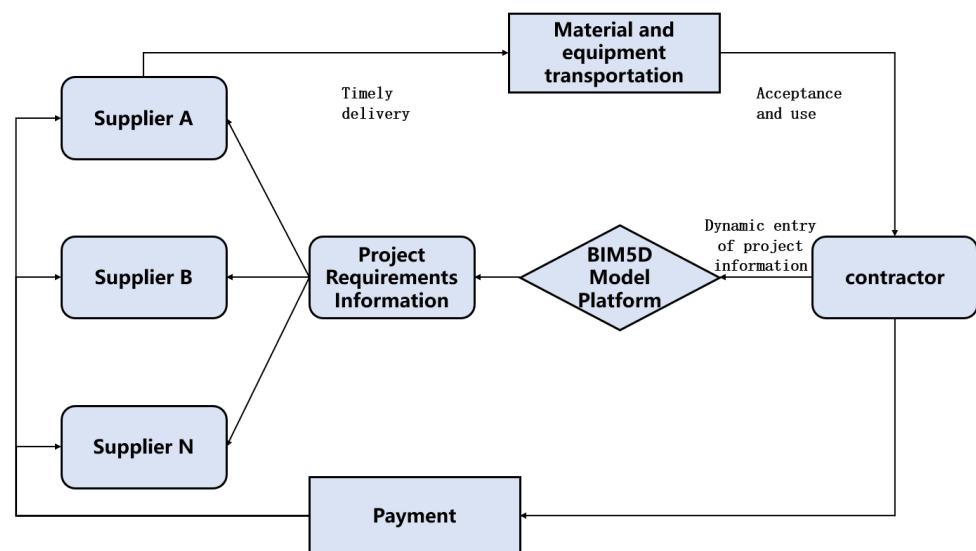 Material and
equipment
transportation
Timely
delivery
Acceptance
and use
Supplier A
Supplier B
Project
Requirements
Information
BIM5D
Model
Platform
Dynamic entry
of project
information
contractor
Supplier N
Payment